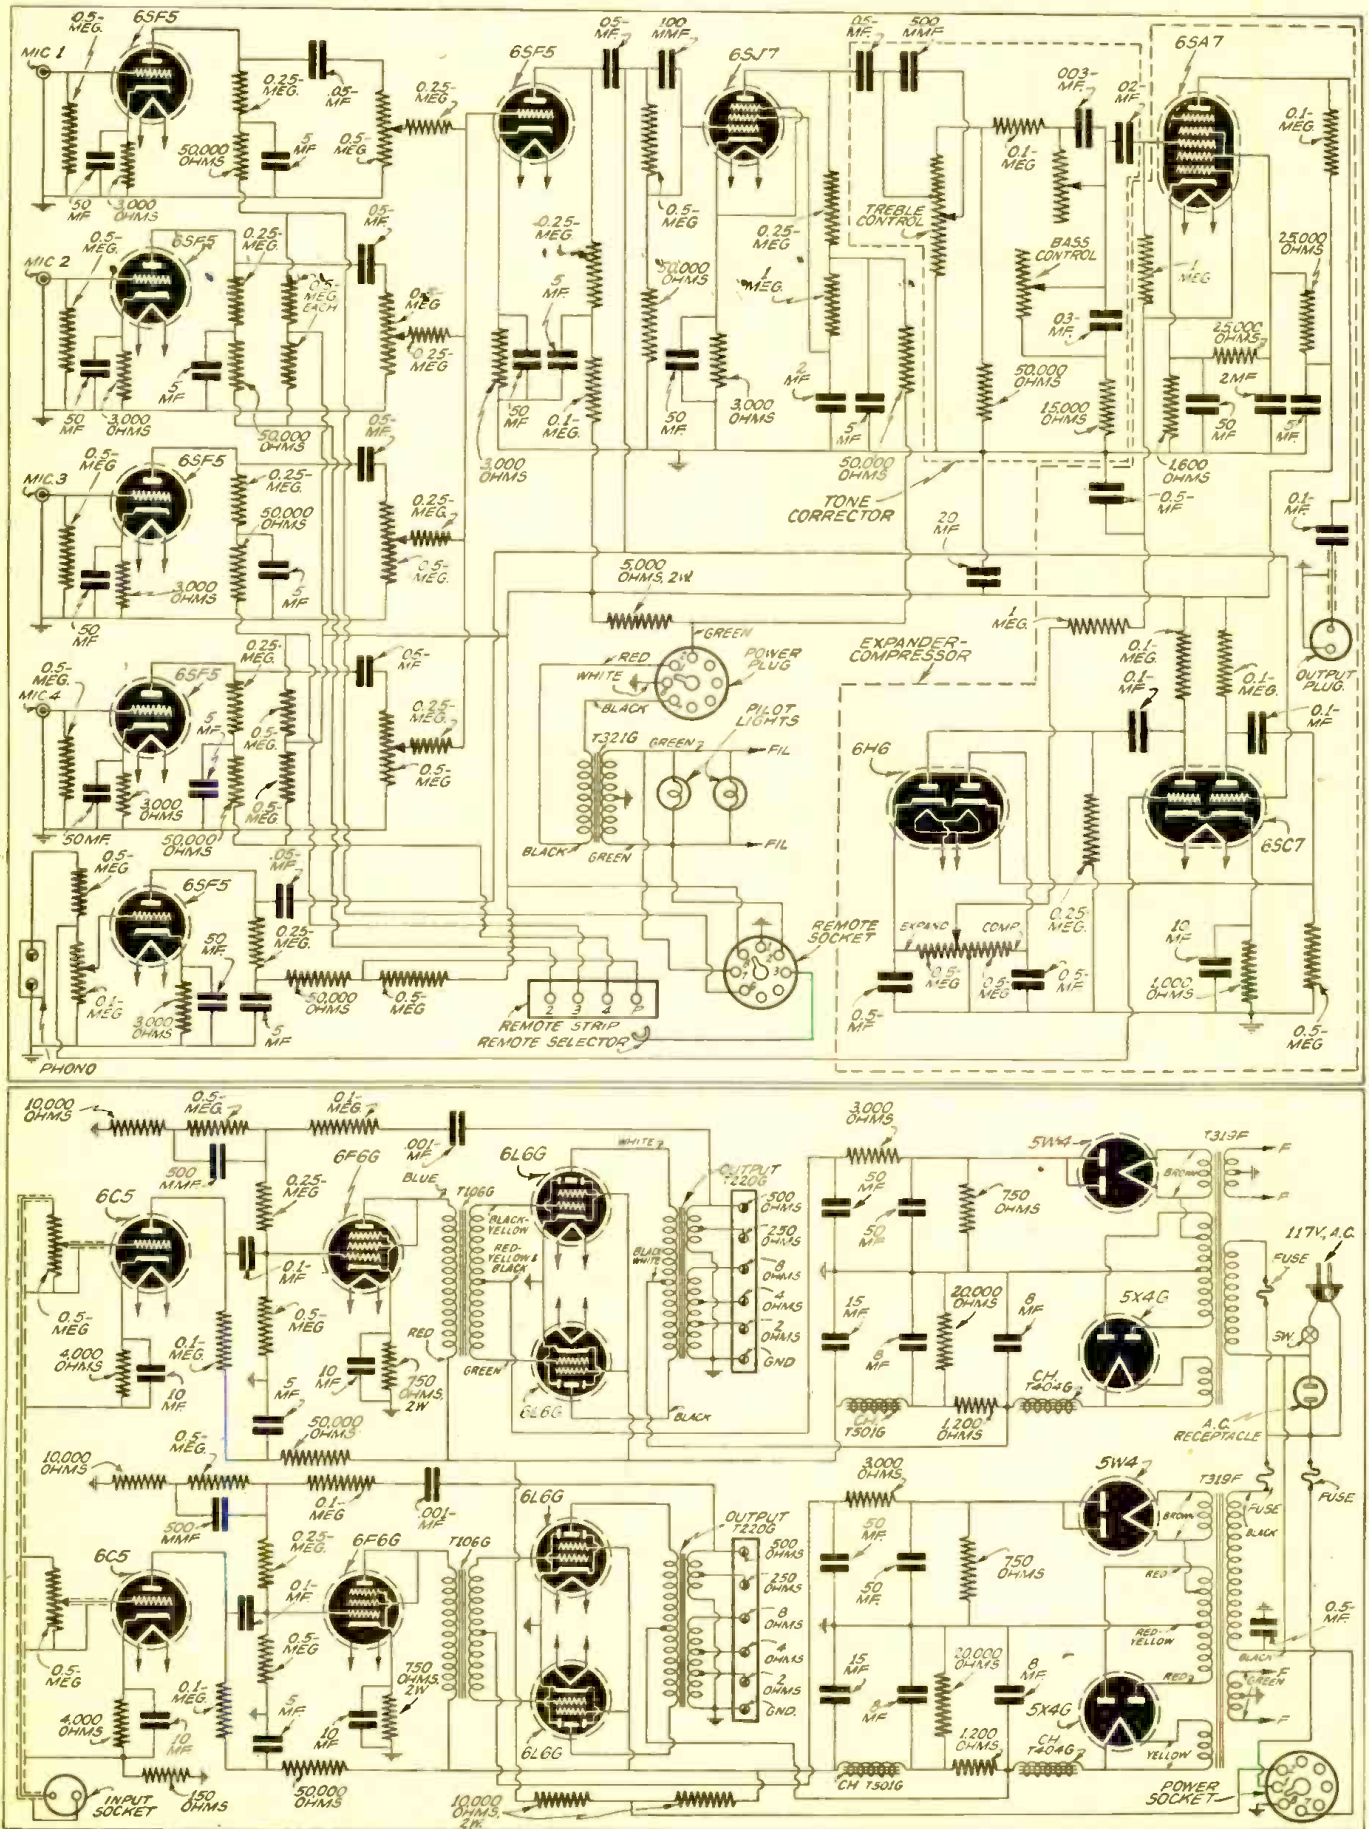 0.5-
MEG.
6SF5
MIC 1
0.25-
MEG.
.05-
MF
0.25-
MEG.
0.5-
MEG.
50,000
OHMS
5
MF
50
MF
3,000
OHMS
6SF5
05-
MF.
100
MMF
6SJ7
05-
MF.
500
MMF
6SA7
003-
MF.
02-
MF.
0.1-
MEG.
0.1-
MEG
0.5-
MEG
0.25-
MEG
TREBLE
CONTROL
BASS
CONTROL
25,000
OHMS
0.5-
MEG.
MIC 2
6SF5
0.25-
MEG.
0.5-
MEG
EACH
05-
MF.
MEG
0.25-
MEG
50
MF
3,000
OHMS
5
MF
50,000
OHMS
0.25-
MEG.
5
MF.
3,000
OHMS
50
MF
0.1-
MEG.
50,000
OHMS
50
MF.
3,000
OHMS
1
MEG.
2
MF
5
MF
50,000
OHMS
TONE
CORRECTOR
50,000
OHMS
03-
MF.
15,000
OHMS
1
MEG
25,000
OHMS
2MF
50
MF
5
MF.
1,600
OHMS
0.5-
MF.
20
MF
0.1-
MF.
0.5-
MEG
MIC.3
6SF5
0.25-
MEG.
50,000
OHMS
05-
MF.
0.25-
MEG.
0.5-
MEG.
50
MF.
3,000
OHMS
5
MF
5,000
OHMS, 2W.
GREEN
RED
WHITE
BLACK
POWER
PLUG
PILOT
LIGHTS
T321G
GREEN
FIL
FIL
BLACK
GREEN
EXPANDER-
COMPRESSOR
1
MEG.
0.1-
MEG.
0.1-
MF
0.1-
MEG.
0.1-
MF
OUTPUT
PLUG
0.5-
MEG.
MIC 4
6SF5
0.25-
MEG.
0.5-
MEG.
0.5-
MEG
05-
MF
0.25-
MEG.
0.5-
MEG.
5
MF
50 MF.
3,000
OHMS
50,000
OHMS
6H6
6SC7
0.25-
MEG.
EXPAND
COMP.
0.5-
MEG
0.5-
MEG.
0.5-
MF
0.5-
MF
10
MF
1,000
OHMS
0.5-
MEG
0.5-
MEG
6SF5
.05-
MF
0.25-
MEG.
50
MF
0.1-
MEG
3,000
OHMS
5
MF
50,000
OHMS
0.5-
MEG
REMOTE
SOCKET
2 3 4 P
REMOTE STRIP
REMOTE SELECTOR
PHONO
10,000
OHMS
0.5-
MEG.
0.1-
MEG.
500
MMF
.001-
MF.
6C5
0.25-
MEG.
6F6G
BLUE
T106G
BLACK-
YELLOW
RED-
YELLOW &
BLACK
6L6G
WHITE
OUTPUT
T220G
BLACK
WHITE
500
OHMS
250
OHMS
8
OHMS
4
OHMS
2
OHMS
GND
3,000
OHMS
50
MF
50
MF
750
OHMS
5W4
BROWN
T319F
F
F
117V, A.C.
FUSE
SW.
5X4G
0.1-
MF
0.5-
MEG
0.5-
MEG
4,000
OHMS
10
MF
0.1-
MEG.
5
MF.
50,000
OHMS
10
MF
750
OHMS,
2W
RED
GREEN
6L6G
BLACK
15
MF
8
MF
20,000
OHMS
8
MF
CH.
T501G
1,200
OHMS
CH.
T404G
A.C.
RECEPTACLE
10,000
OHMS
0.5-
MEG.
500
MMF
0.1-
MEG
.001-
MF.
6C5
0.25-
MEG.
6F6G
T106G
6L6G
OUTPUT
T220G
500
OHMS
250
OHMS
8
OHMS
4
OHMS
2
OHMS
GND.
3,000
OHMS
50
MF
50
MF.
750
OHMS
5W4
BROWN
RED
RED-
YELLOW
RED
YELLOW
T319F
FUSE
FUSE
BLACK
0.5-
MF.
BLACK
F
GREEN
F
0.1-
MF.
0.5-
MEG
0.5-
MEG
0.1-
MEG.
4,000
OHMS
10
MF
5
MF.
10
MF
750
OHMS.
2W
6L6G
15
MF
8
MF
20,000
OHMS
8
MF
1,200
OHMS
CH
T404G
CH T501G
5X4G
INPUT
SOCKET
150
OHMS
50,000
OHMS
10,000
OHMS,
2W.
POWER
SOCKET